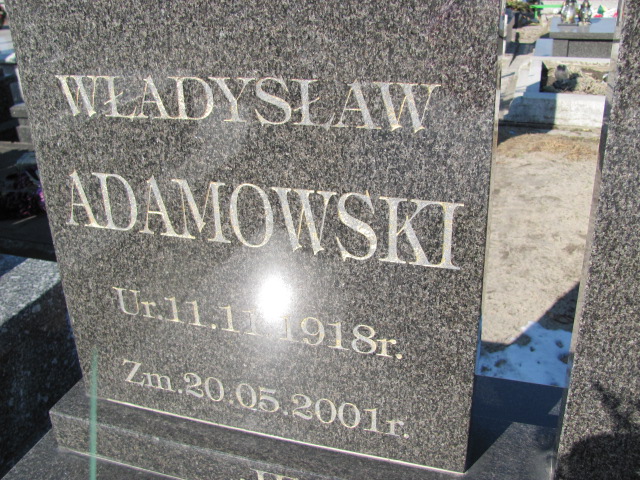 WŁADYSŁAW
ADAMOWSKI
Ur.11.11.1918r.
Zm.20.05.2001r.